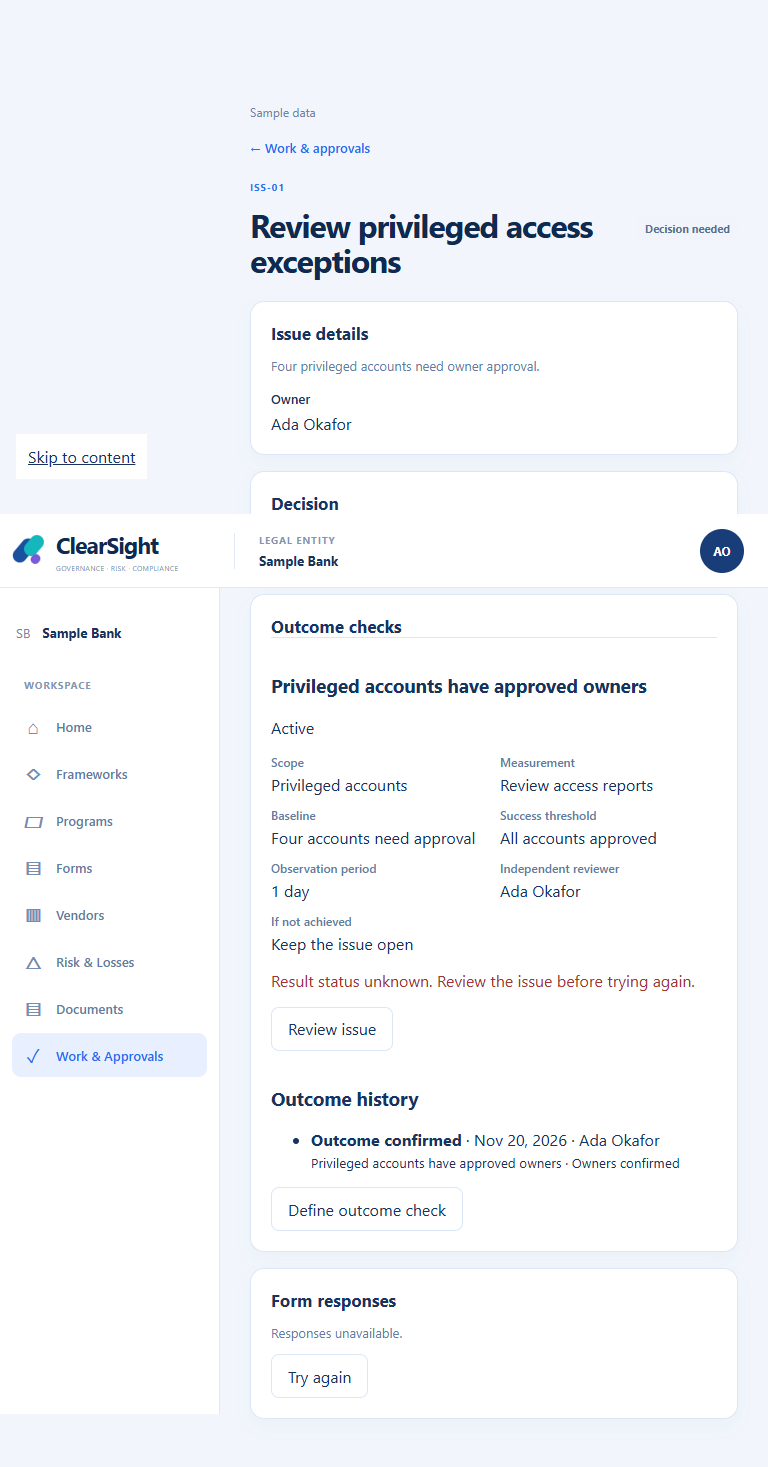 Sample data
← Work & approvals
ISS-01
Review privileged access
exceptions
Decision needed
Issue details
Four privileged accounts need owner approval.
Owner
Ada Okafor
Skip to content
Decision
ClearSight
GOVERNANCE · RISK · COMPLIANCE
LEGAL ENTITY
Sample Bank
AO
SB Sample Bank
WORKSPACE
Home
Frameworks
Programs
Forms
Vendors
Risk & Losses
Documents
Work & Approvals
Outcome checks
Privileged accounts have approved owners
Active
Scope
Privileged accounts
Measurement
Review access reports
Baseline
Four accounts need approval
Success threshold
All accounts approved
Observation period
1 day
Independent reviewer
Ada Okafor
If not achieved
Keep the issue open
Result status unknown. Review the issue before trying again.
Review issue
Outcome history
• Outcome confirmed · Nov 20, 2026 · Ada Okafor
Privileged accounts have approved owners · Owners confirmed
Define outcome check
Form responses
Responses unavailable.
Try again